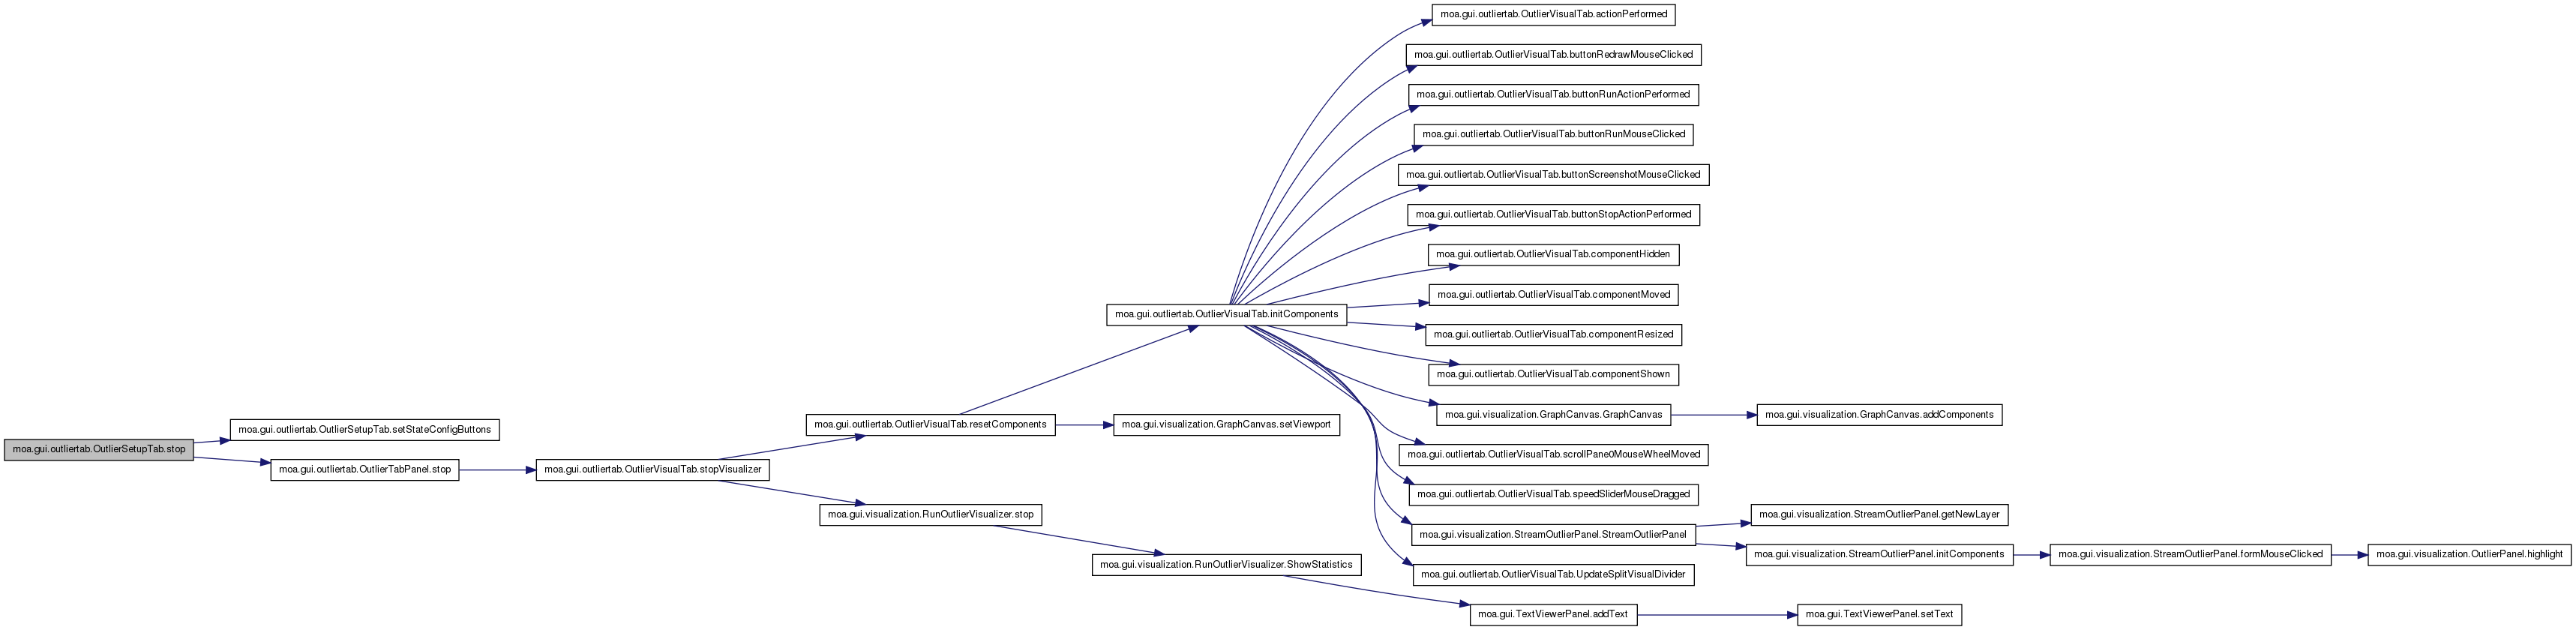 moa.gui.outliertab.OutlierVisualTab.actionPerformed
moa.gui.outliertab.OutlierVisualTab.buttonRedrawMouseClicked
moa.gui.outliertab.OutlierVisualTab.buttonRunActionPerformed
moa.gui.outliertab.OutlierVisualTab.buttonRunMouseClicked
moa.gui.outliertab.OutlierVisualTab.buttonScreenshotMouseClicked
moa.gui.outliertab.OutlierVisualTab.buttonStopActionPerformed
moa.gui.outliertab.OutlierVisualTab.componentHidden
moa.gui.outliertab.OutlierVisualTab.componentMoved
moa.gui.outliertab.OutlierVisualTab.initComponents
moa.gui.outliertab.OutlierVisualTab.componentResized
moa.gui.outliertab.OutlierVisualTab.componentShown
moa.gui.visualization.GraphCanvas.GraphCanvas
moa.gui.visualization.GraphCanvas.addComponents
moa.gui.outliertab.OutlierSetupTab.setStateConfigButtons
moa.gui.outliertab.OutlierVisualTab.resetComponents
moa.gui.visualization.GraphCanvas.setViewport
moa.gui.outliertab.OutlierSetupTab.stop
moa.gui.outliertab.OutlierVisualTab.scrollPane0MouseWheelMoved
moa.gui.outliertab.OutlierTabPanel.stop
moa.gui.outliertab.OutlierVisualTab.stopVisualizer
moa.gui.outliertab.OutlierVisualTab.speedSliderMouseDragged
moa.gui.visualization.RunOutlierVisualizer.stop
moa.gui.visualization.StreamOutlierPanel.getNewLayer
moa.gui.visualization.StreamOutlierPanel.StreamOutlierPanel
moa.gui.visualization.StreamOutlierPanel.initComponents
moa.gui.visualization.StreamOutlierPanel.formMouseClicked
moa.gui.visualization.OutlierPanel.highlight
moa.gui.visualization.RunOutlierVisualizer.ShowStatistics
moa.gui.outliertab.OutlierVisualTab.UpdateSplitVisualDivider
moa.gui.TextViewerPanel.addText
moa.gui.TextViewerPanel.setText